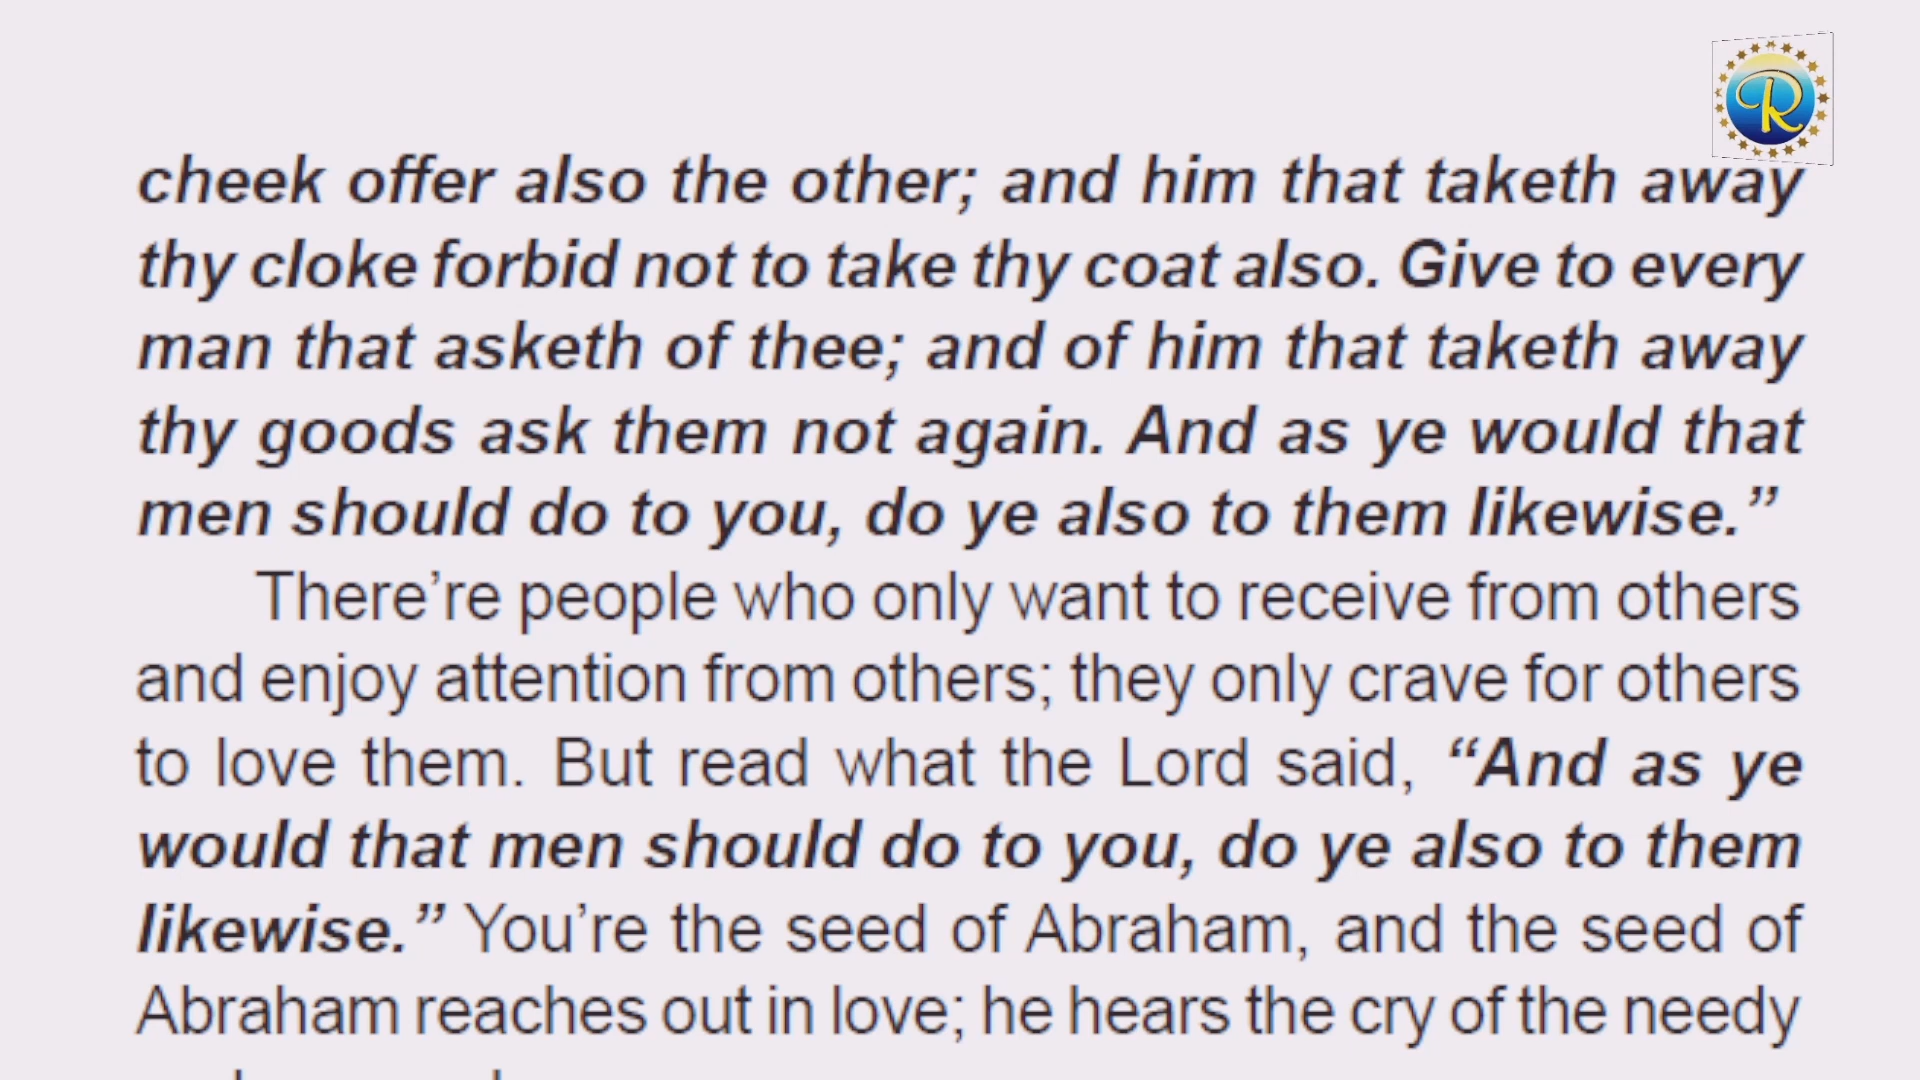 R
cheek offer also the other; and him that taketh away
thy cloke forbid not to take thy coat also. Give to every
man that asketh of thee; and of him that taketh away
thy goods ask them not again. And as ye would that
men should do to you, do ye also to them likewise.”
There’re people who only want to receive from others
and enjoy attention from others; they only crave for others
to love them. But read what the Lord said, “And as ye
would that men should do to you, do ye also to them
likewise.” You’re the seed of Abraham, and the seed of
Abraham reaches out in love; he hears the cry of the needy